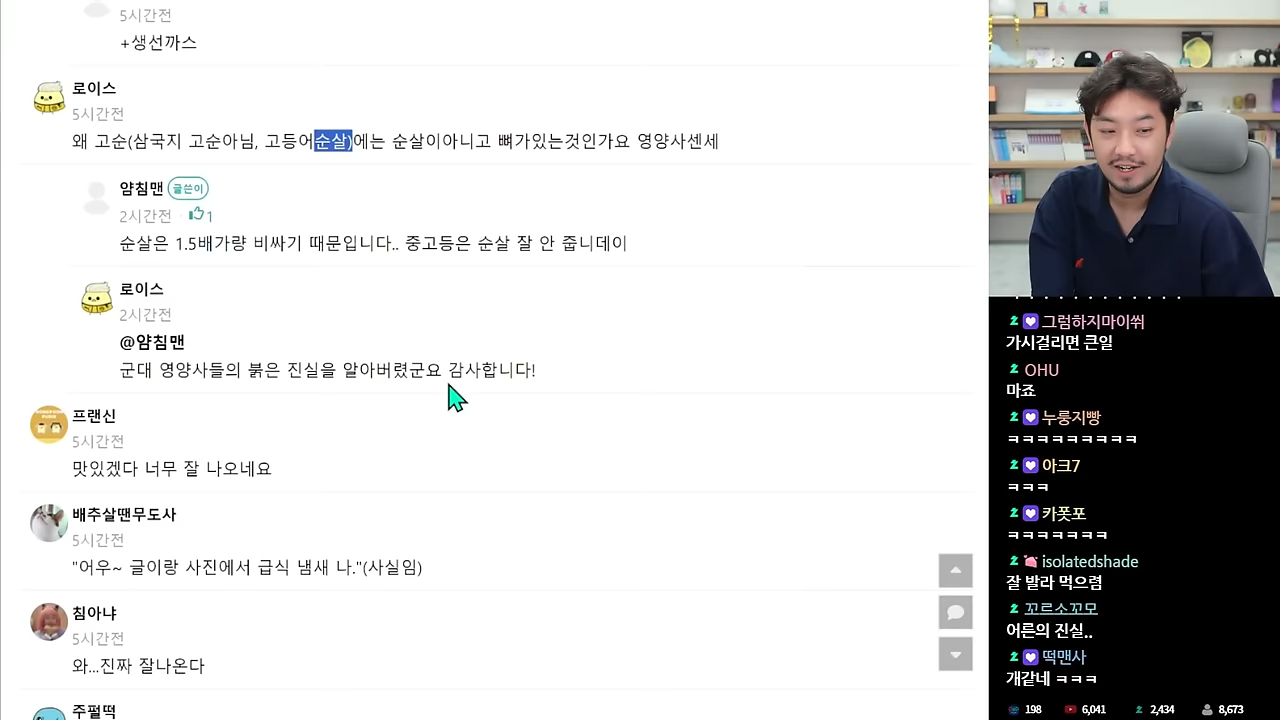 5시간전
+생선까스
로이스
5시간전
왜 고순(삼국지 고순아님, 고등어순살)에는 순살이아니고 뼈가있는것인가요 영양사센세
얌침맨 글쓴이
2시간전 1
순살은 1.5배가량 비싸기 때문입니다.. 중고등은 순살 잘 안 줍니데이
로이스
2시간전
@얌침맨
군대 영양사들의 붉은 진실을 알아버렸군요 감사합니다!
프랜신
5시간전
맛있겠다 너무 잘 나오네요
배추살땐무도사
5시간전
"어우~ 글이랑 사진에서 급식 냄새 나."(사실임)
침아냐
5시간전
와...진짜 잘나온다
주펄떡
그럼하지마이쒸
가시걸리면 큰일
OHU
마죠
누룽지빵
ㅋㅋㅋㅋㅋㅋㅋㅋㅋ
아크7
ㅋㅋㅋ
카폿포
ㅋㅋㅋㅋㅋㅋㅋ
isolatedshade
잘 발라 먹으렴
꼬르소꼬모
어른의 진실..
떡맨사
개같네 ㅋㅋㅋ
198 6,041 2,434 8,673